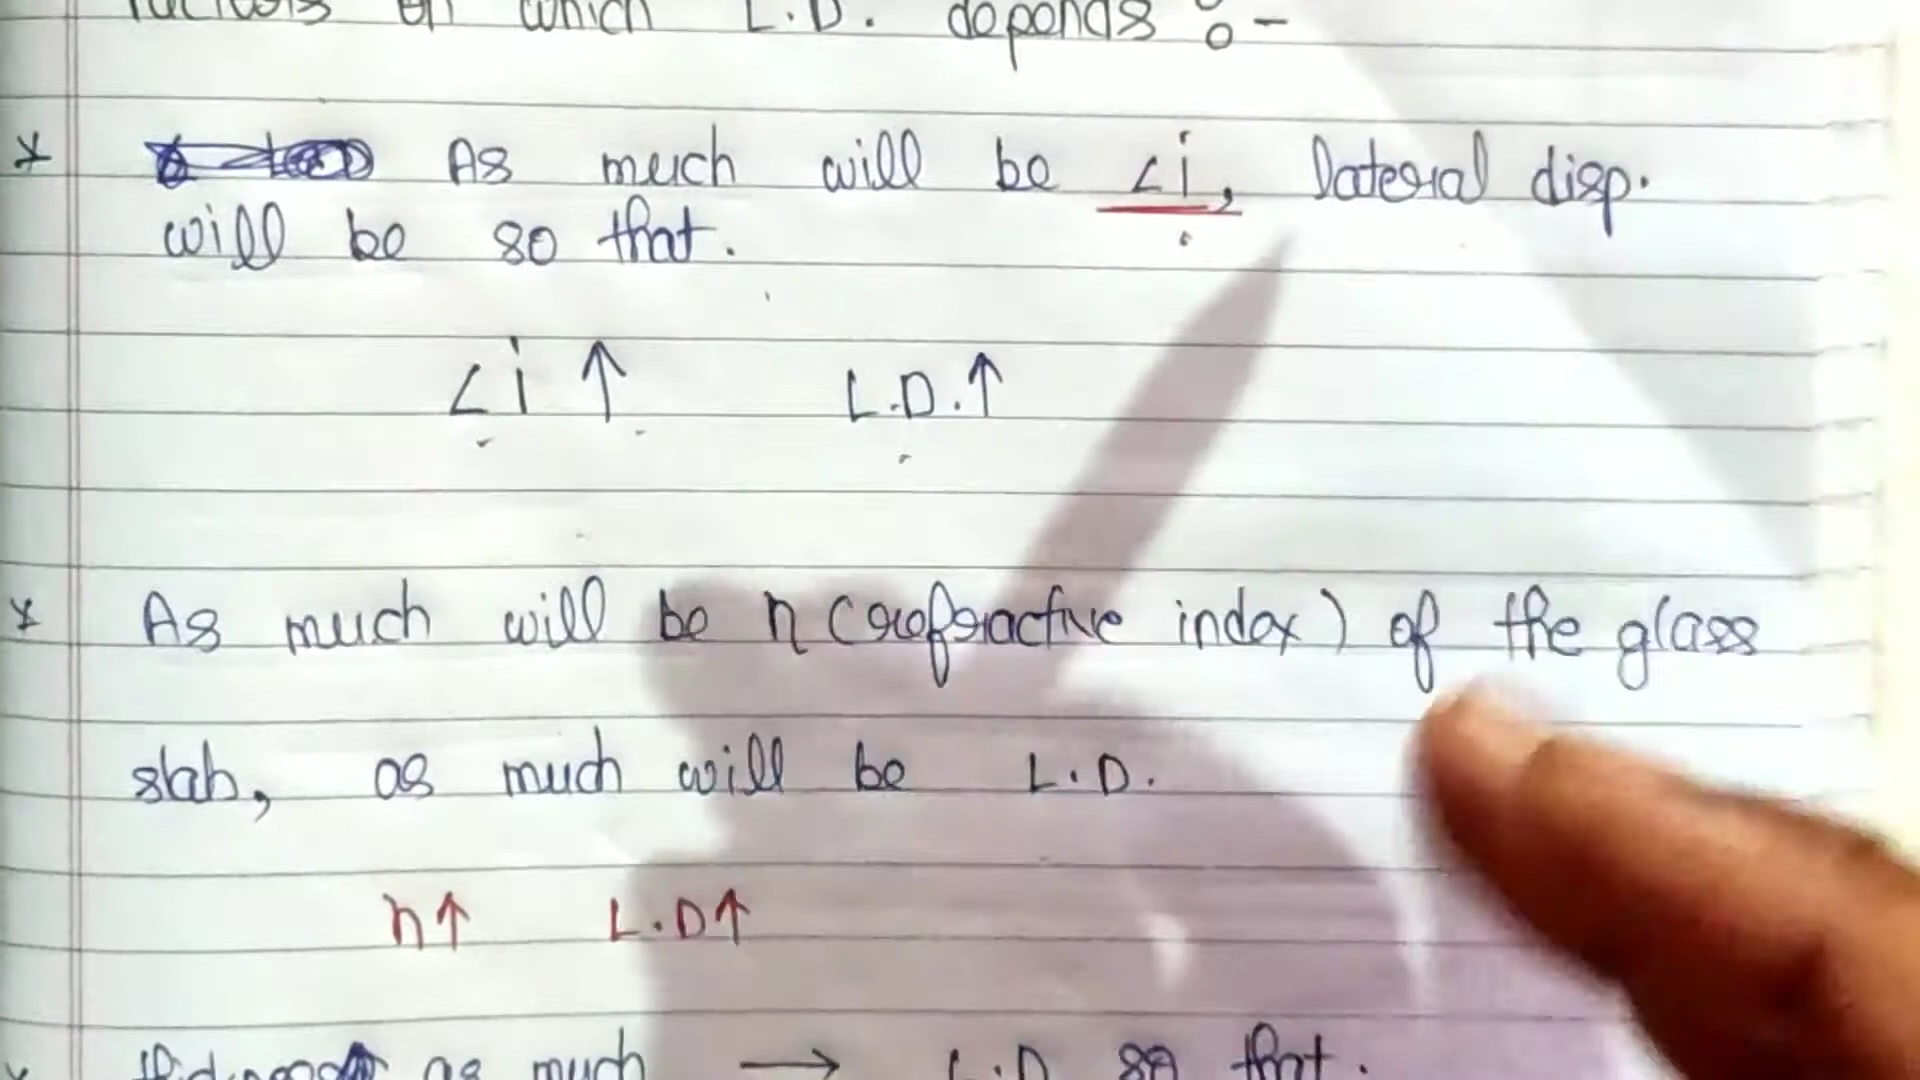 factors on which L.D. depends :-
* As much will be ∠i, lateral disp.
will be so that.
∠i ↑ L.D. ↑
* As much will be n (refractive index) of the glass
slab, as much will be L.D.
n↑ L.D↑
* as much → L.D so that.